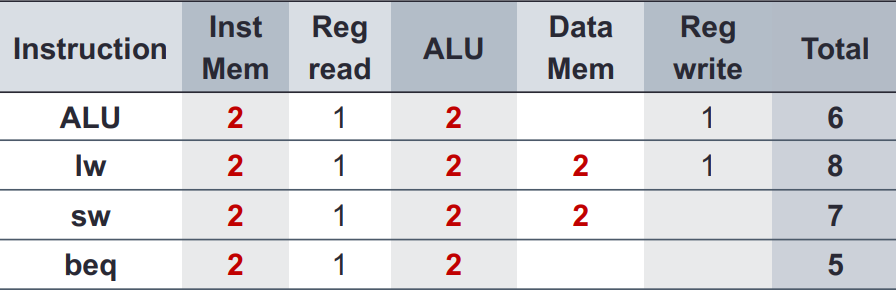 Instruction Inst Mem Reg read ALU Data Mem Reg write Total
ALU 2 1 2 1 6
lw 2 1 2 2 1 8
sw 2 1 2 2 7
beq 2 1 2 5